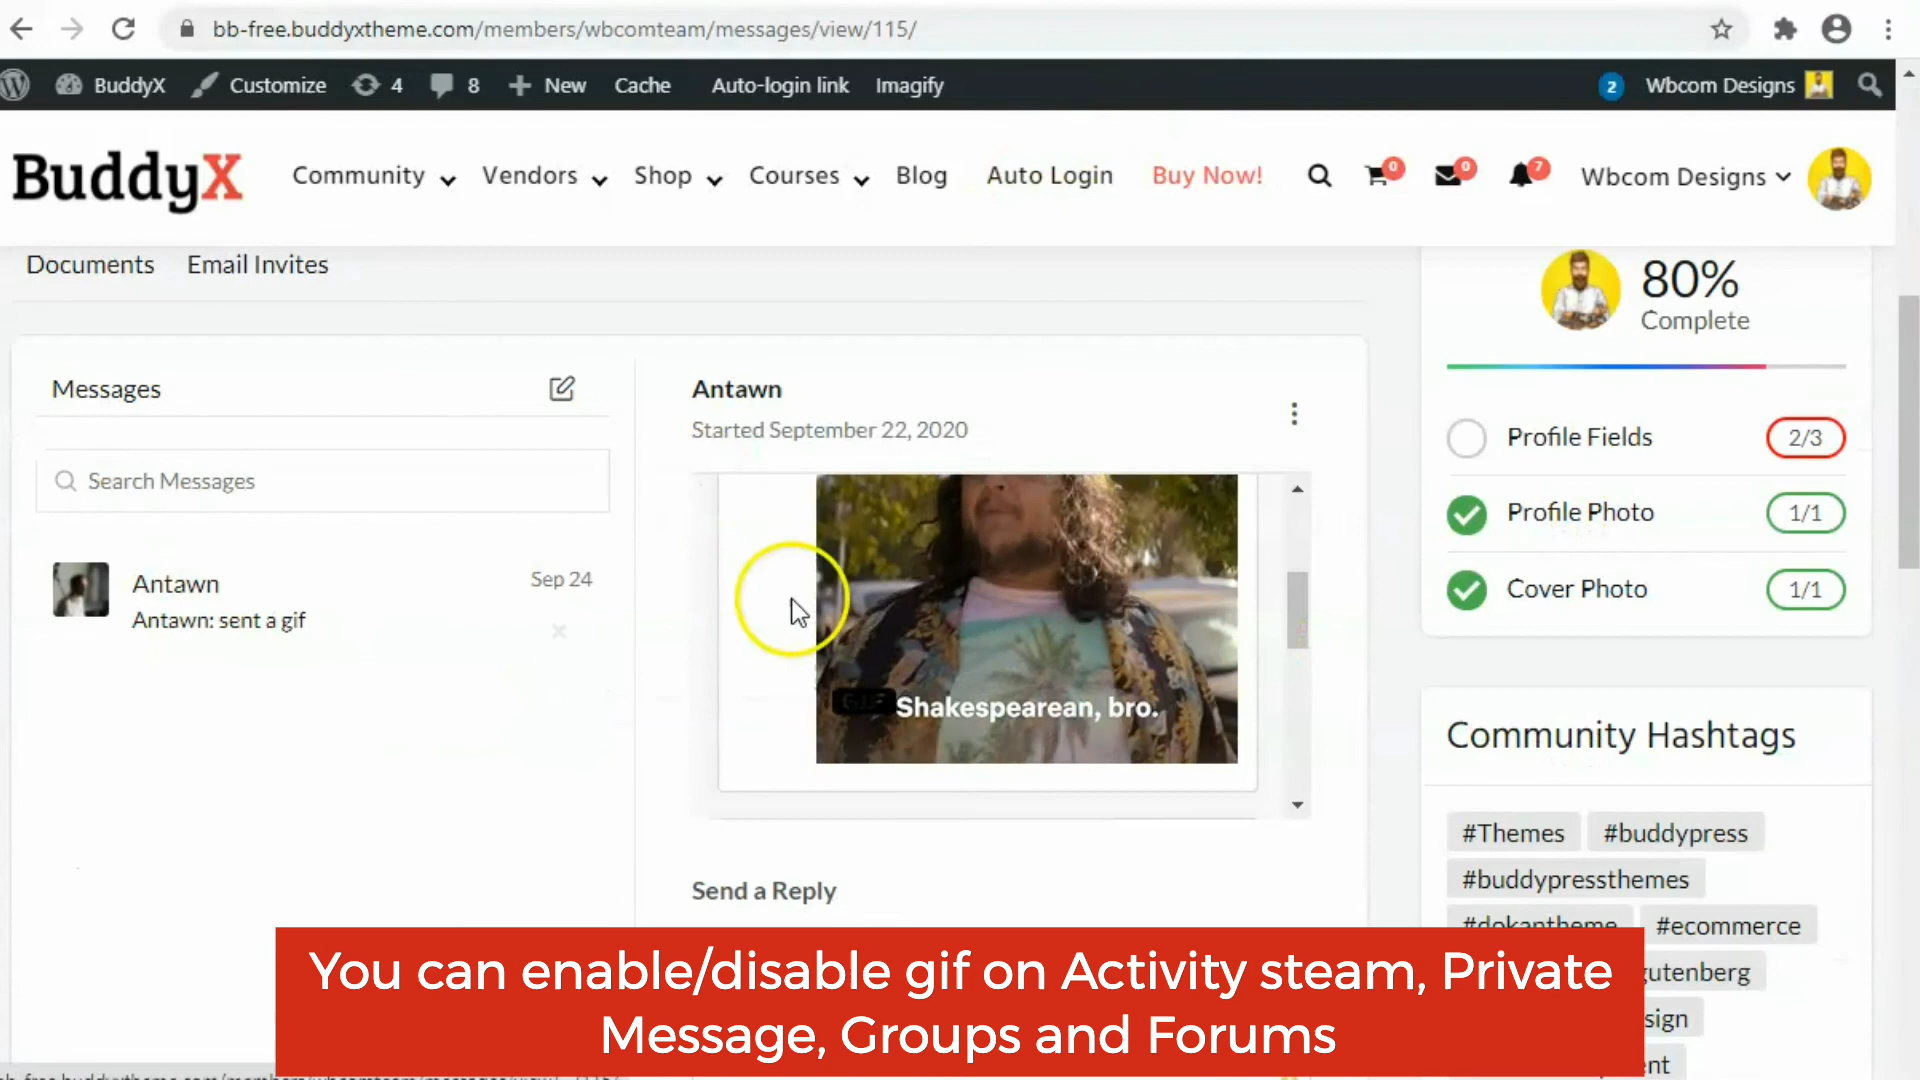 bb-free.buddyxtheme.com/members/wbcomteam/messages/view/115/
BuddyX Customize 4 8 New Cache Auto-login link Imagify 2 Wbcom Designs
BuddyX Community Vendors Shop Courses Blog Auto Login Buy Now! 0 0 7 Wbcom Designs
Documents Email Invites
80%
Complete
Messages
Search Messages
Antawn
Sep 24
Antawn: sent a gif
Antawn
Started September 22, 2020
GIF
Shakespearean, bro.
Send a Reply
Profile Fields 2/3
Profile Photo 1/1
Cover Photo 1/1
Community Hashtags
#Themes #buddypress
#buddypressthemes
#dokantheme #ecommerce
gutenberg
sign
nt
You can enable/disable gif on Activity steam, Private
Message, Groups and Forums